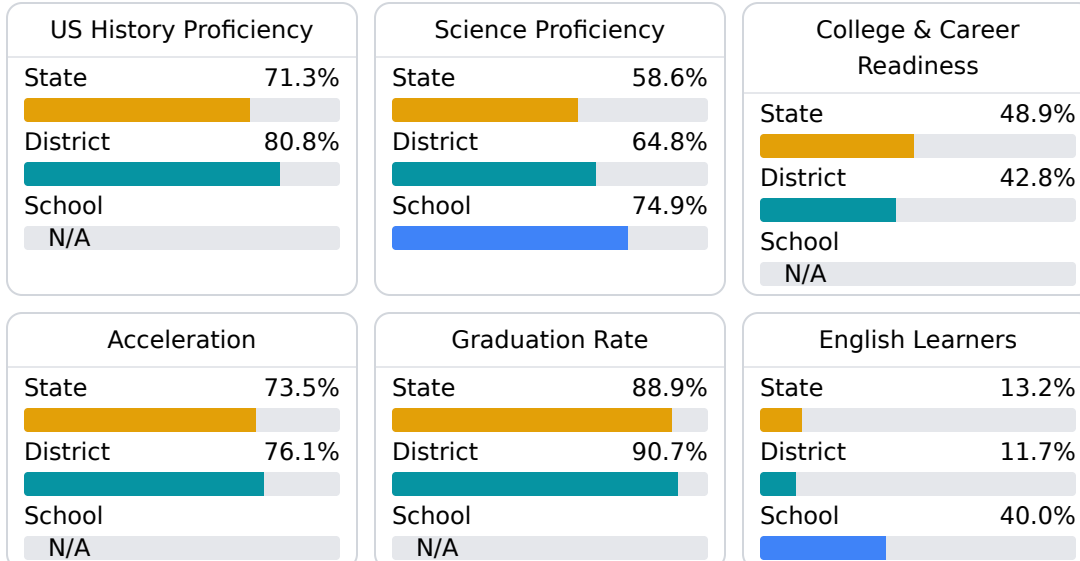 US History Proficiency
State 71.3%
District 80.8%
School
N/A
Science Proficiency
State 58.6%
District 64.8%
School 74.9%
College & Career
Readiness
State 48.9%
District 42.8%
School
N/A
Acceleration
State 73.5%
District 76.1%
School
N/A
Graduation Rate
State 88.9%
District 90.7%
School
N/A
English Learners
State 13.2%
District 11.7%
School 40.0%